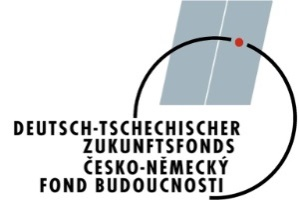 DEUTSCH-TSCHECHISCHER
ZUKUNFTSFONDS
ČESKO-NĚMECKÝ
FOND BUDOUCNOSTI